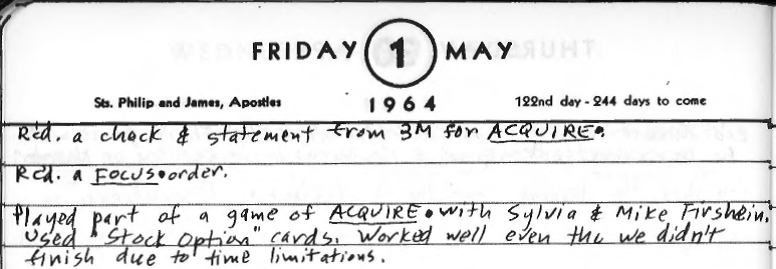 FRIDAY 1 MAY
Sts. Philip and James, Apostles 1964 122nd day - 244 days to come
Rcd. a check & statement from 3M for ACQUIRE.
Rcd. a FOCUS order.
Played part of a game of ACQUIRE with Sylvia & Mike Firshein.
Used "Stock Option" cards. Worked well even tho we didn't
finish due to time limitations.